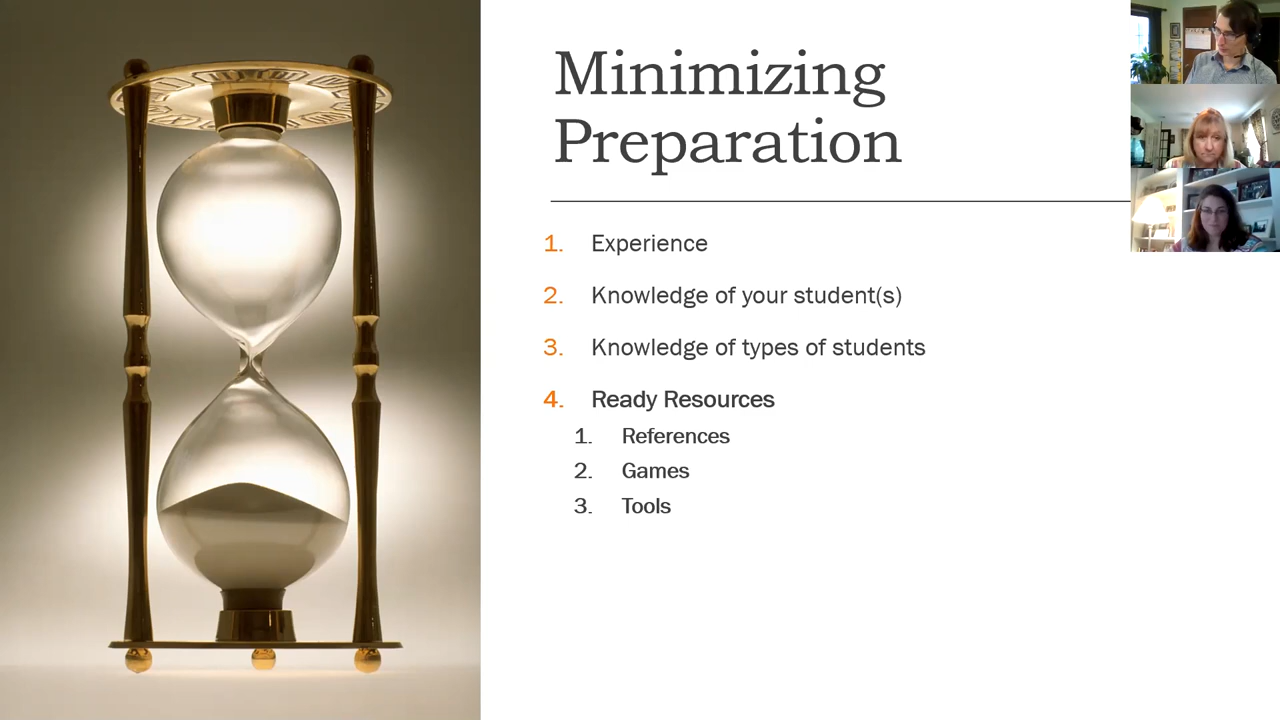 Minimizing
Preparation
1. Experience
2. Knowledge of your student(s)
3. Knowledge of types of students
4. Ready Resources
1. References
2. Games
3. Tools